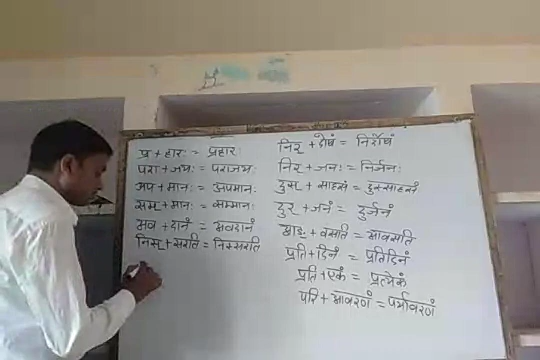 प्र + हारः = प्रहारः
परा + जयः = पराजयः
अप + मानः = अपमानः
सम् + मानः = सम्मानः
अव + दानं = अवदानं
निस् + सरति = नि + सरति
निर् + दोषं = निर्दोषं
निर् + जनः = निर्जनः
दुस् + साहसं = दुस्साहसं
दुर् + जनं = दुर्जनं
आङ् + वसति = आवसति
प्रति + दिनं = प्रतिदिनं
प्रति + एकं = प्रत्येकं
परि + आवरणं = पर्यावरणं